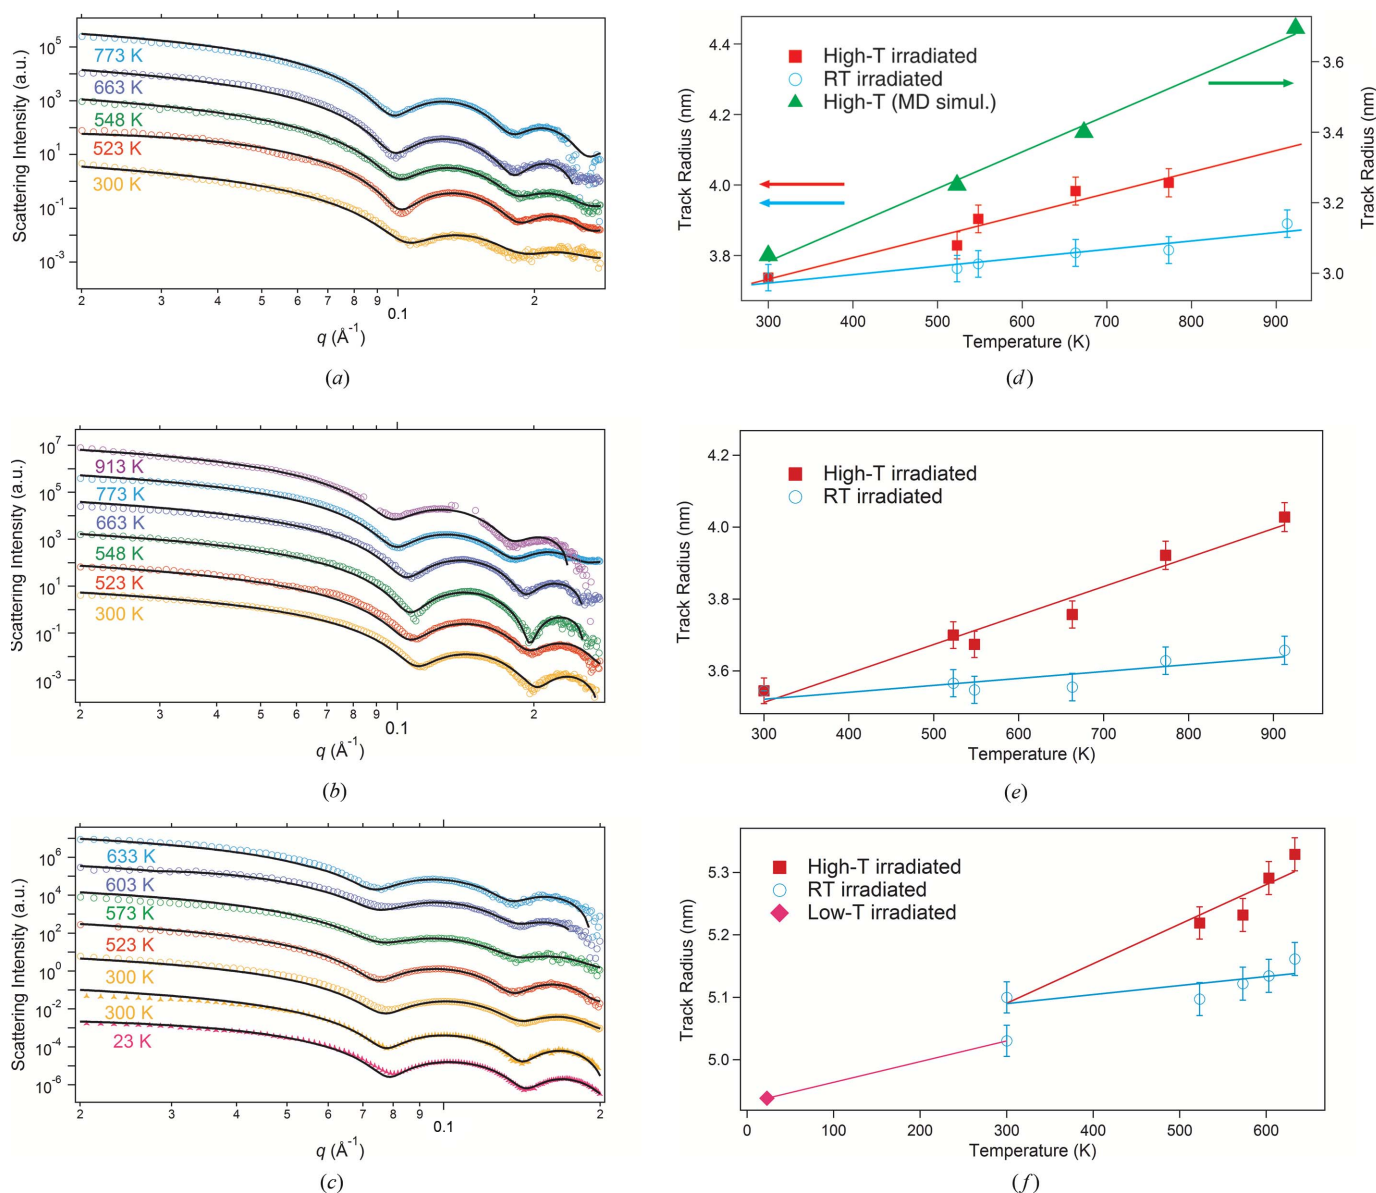 Scattering Intensity (a.u.)
10^5
10^3
10^1
10^-1
10^-3
773 K
663 K
548 K
523 K
300 K
2 3 4 5 6 7 8 9 0.1 2
q (Å^-1)
(a)
Track Radius (nm)
4.4
4.2
4.0
3.8
High-T irradiated
RT irradiated
High-T (MD simul.)
3.6
3.4
3.2
3.0
Track Radius (nm)
300 400 500 600 700 800 900
Temperature (K)
(d)
Scattering Intensity (a.u.)
10^7
10^5
10^3
10^1
10^-1
10^-3
913 K
773 K
663 K
548 K
523 K
300 K
2 3 4 5 6 7 8 9 0.1 2
q (Å^-1)
(b)
Track Radius (nm)
4.2
4.0
3.8
3.6
High-T irradiated
RT irradiated
300 400 500 600 700 800 900
Temperature (K)
(e)
Scattering Intensity (a.u.)
10^6
10^4
10^2
10^0
10^-2
10^-4
10^-6
633 K
603 K
573 K
523 K
300 K
300 K
23 K
2 3 4 5 6 7 8 9 0.1 2
q (Å^-1)
(c)
Track Radius (nm)
5.3
5.2
5.1
5.0
High-T irradiated
RT irradiated
Low-T irradiated
0 100 200 300 400 500 600
Temperature (K)
(f)